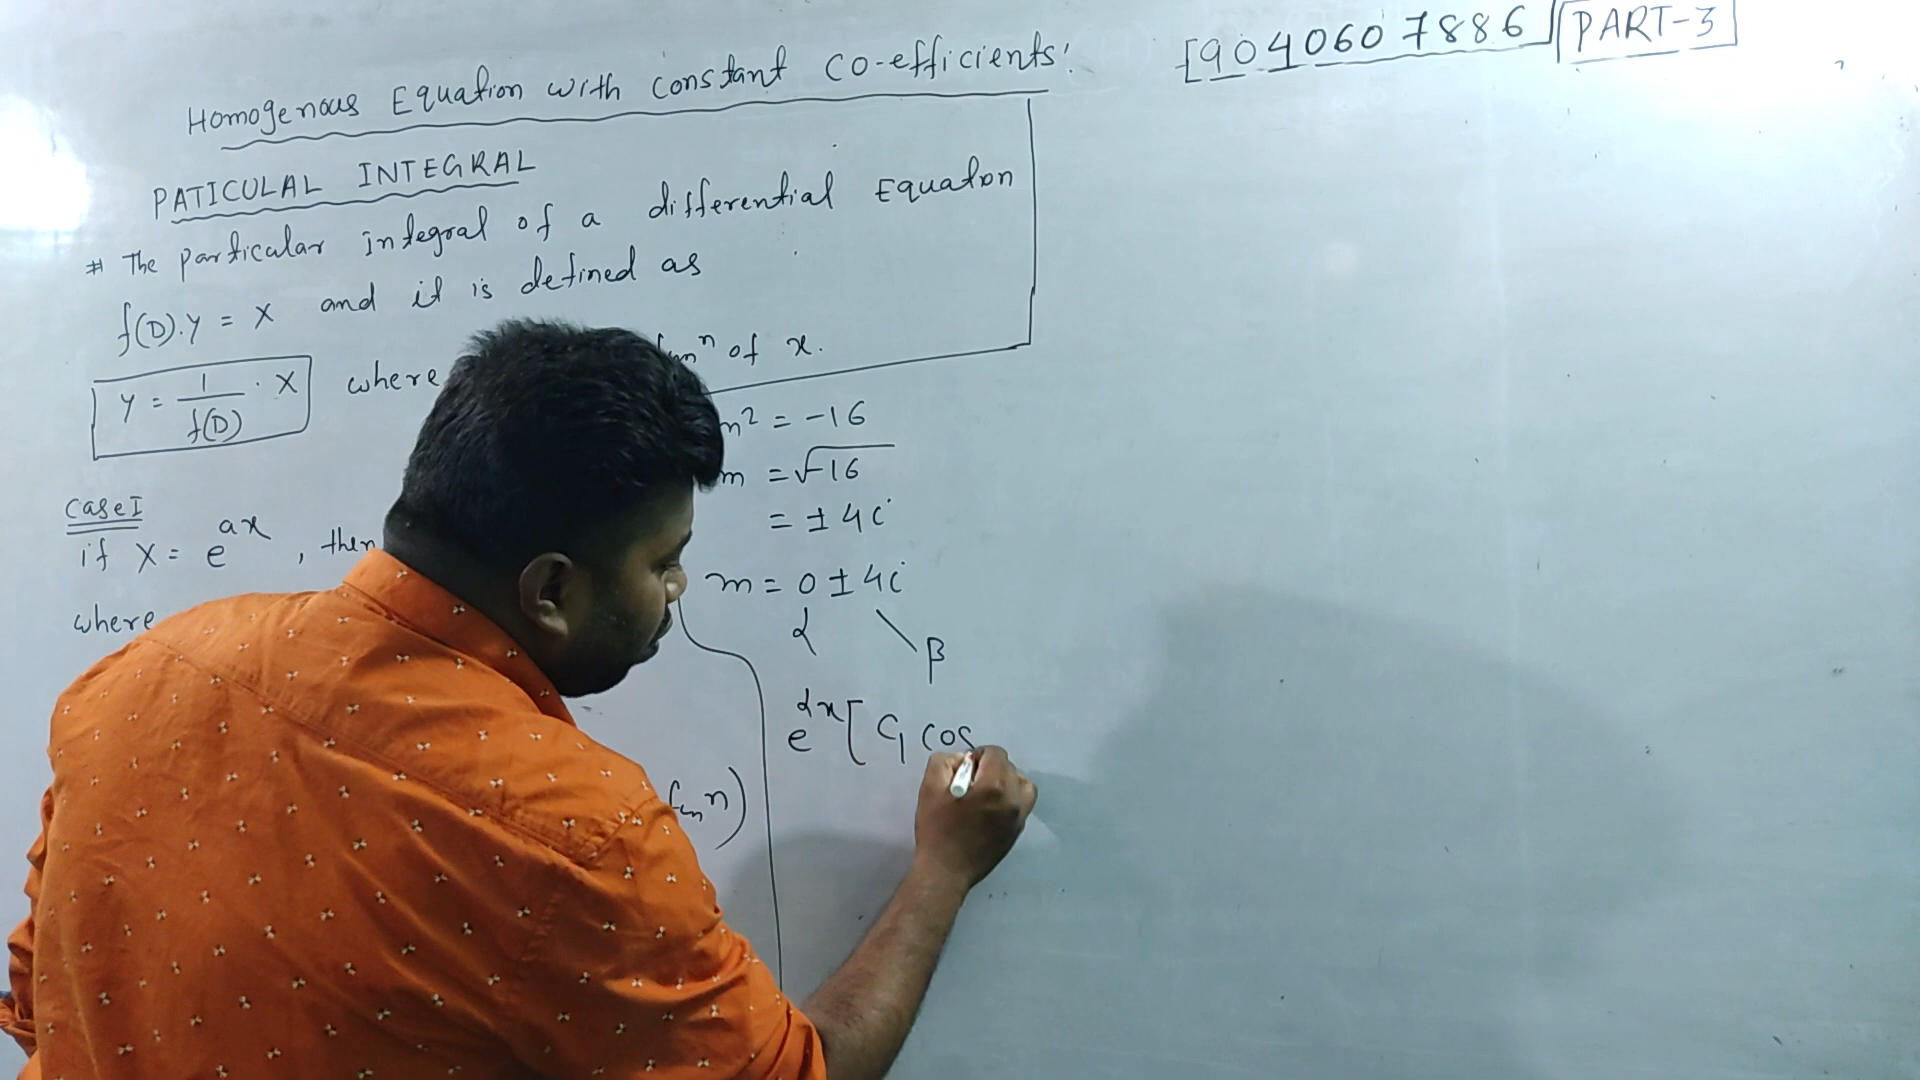 Homogenous Equation with constant co-efficients:
[9040607886] PART-3
PATICULAL INTEGRAL
# The particular integral of a differential Equaton
f(D).y = X and it is defined as
y = 1/f(D) . X where fun^n of x.
m² = -16
m = √-16
= ± 4i
Case I
if X = e^ax , then
m = 0 ± 4i
where
α β
e^αx [ C₁ cos
fun^n)